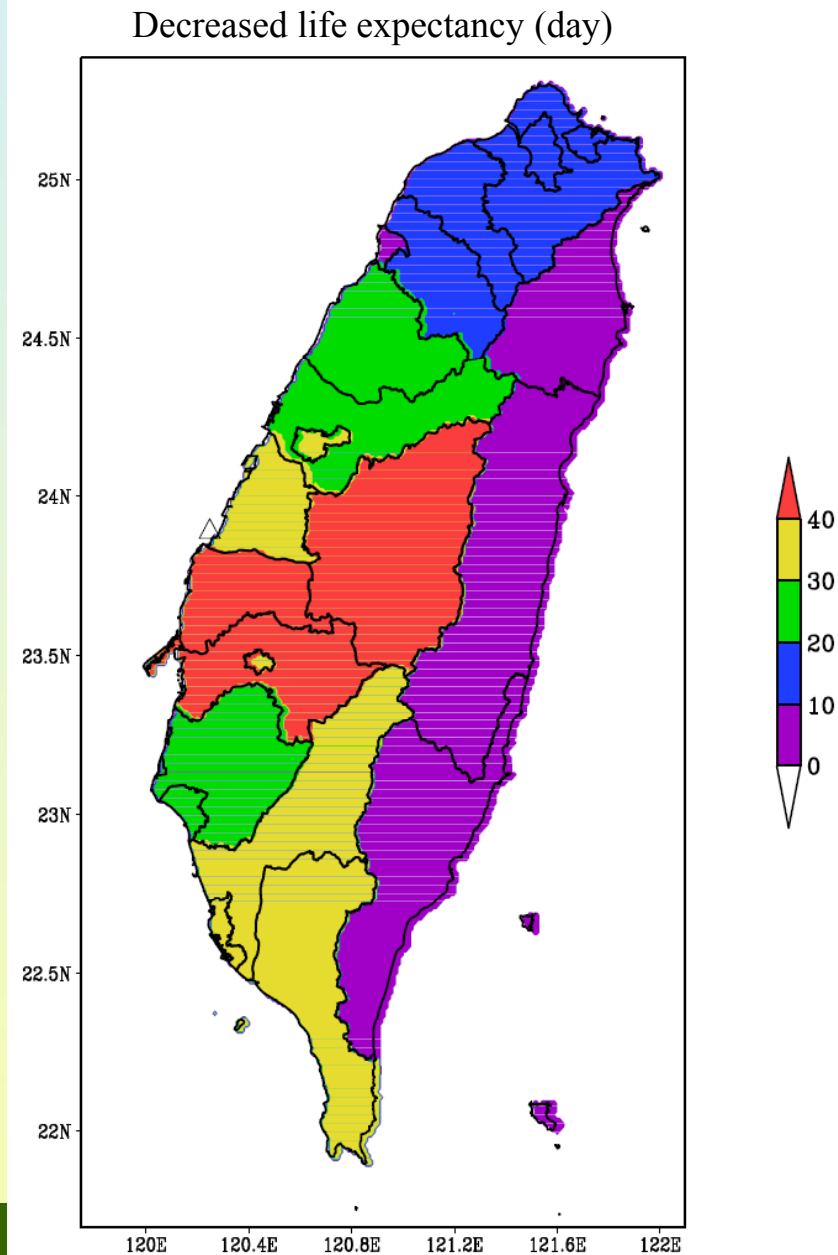 Decreased life expectancy (day)
25N
24.5N
24N
23.5N
23N
22.5N
22N
120E 120.4E 120.8E 121.2E 121.6E 122E
40
30
20
10
0